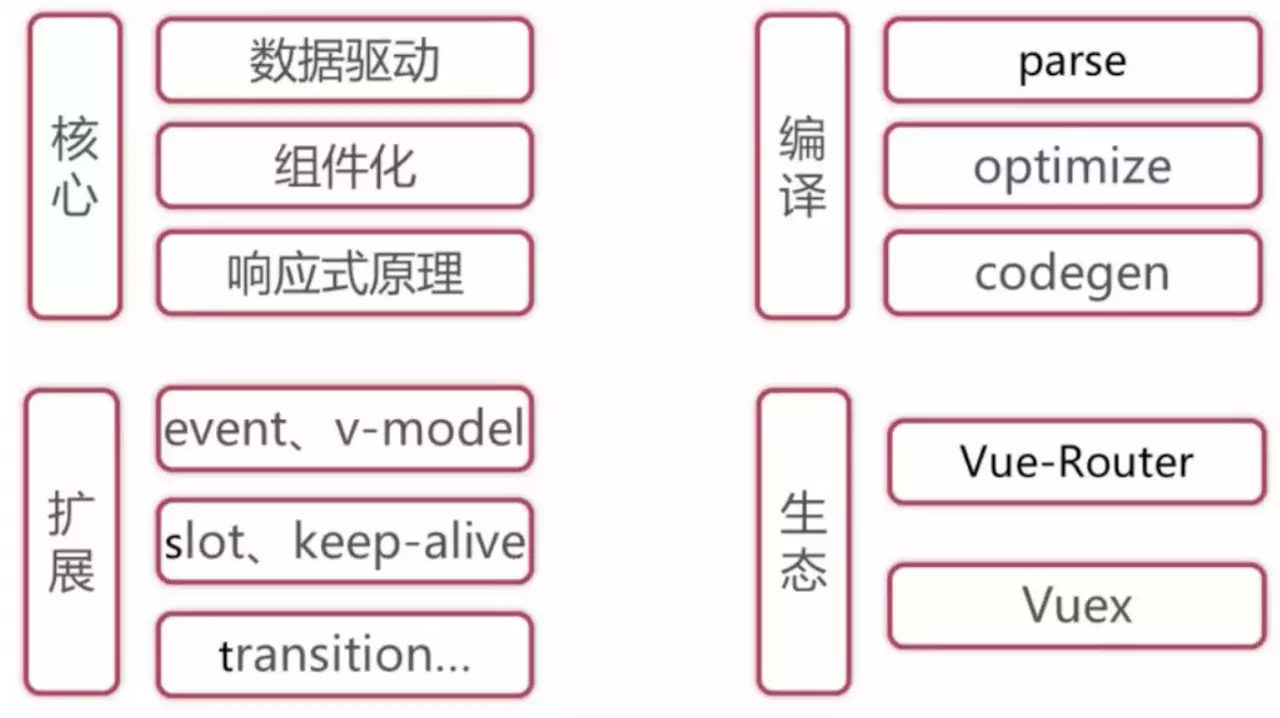 核心
数据驱动
组件化
响应式原理
编译
parse
optimize
codegen
扩展
event、v-model
slot、keep-alive
transition...
生态
Vue-Router
Vuex